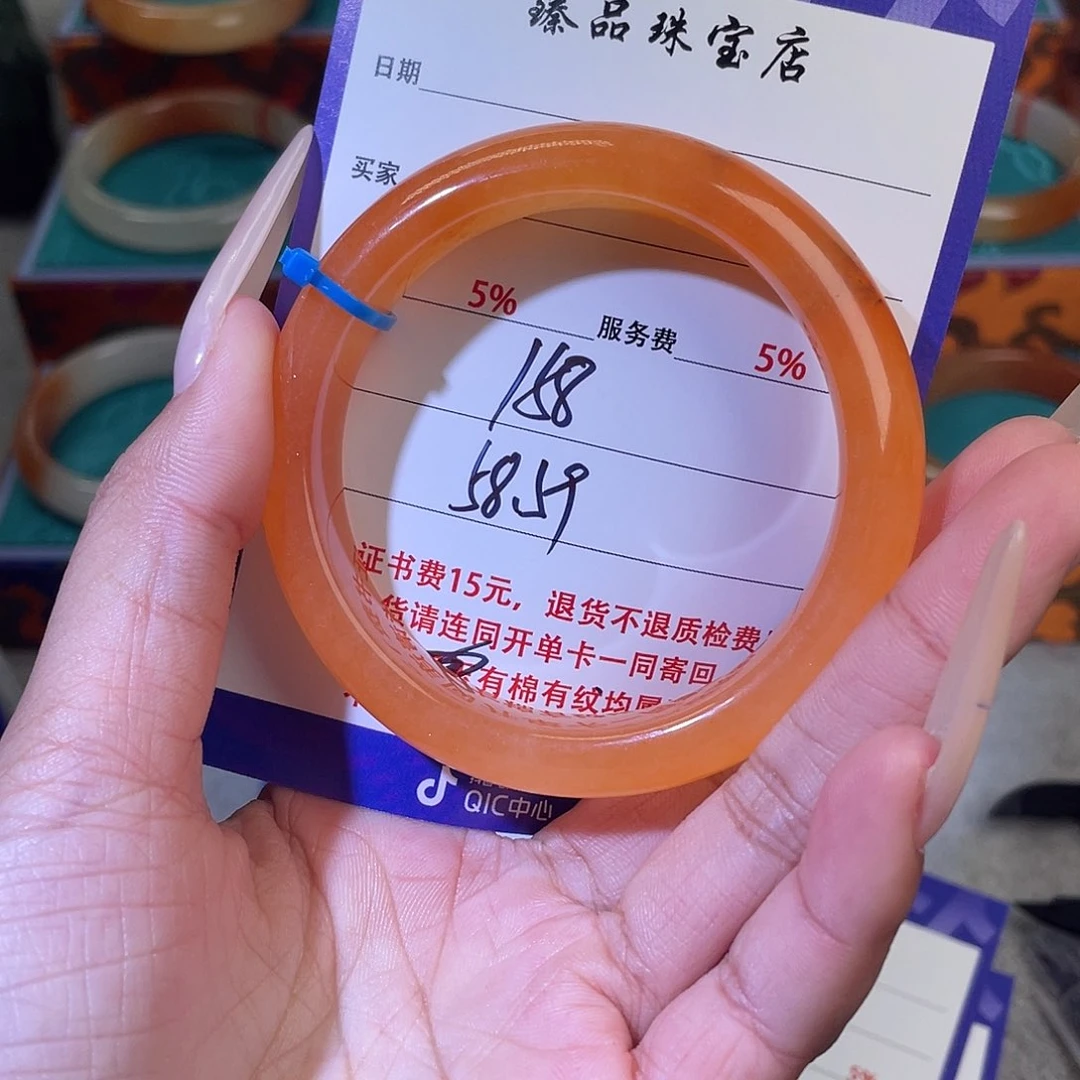 臻品珠宝店
日期
买家
5% 服务费 5%
158
58.59
证书费15元，退货不退质检费
货请连同开单卡一同寄回
有棉有纹均属
QIC中心